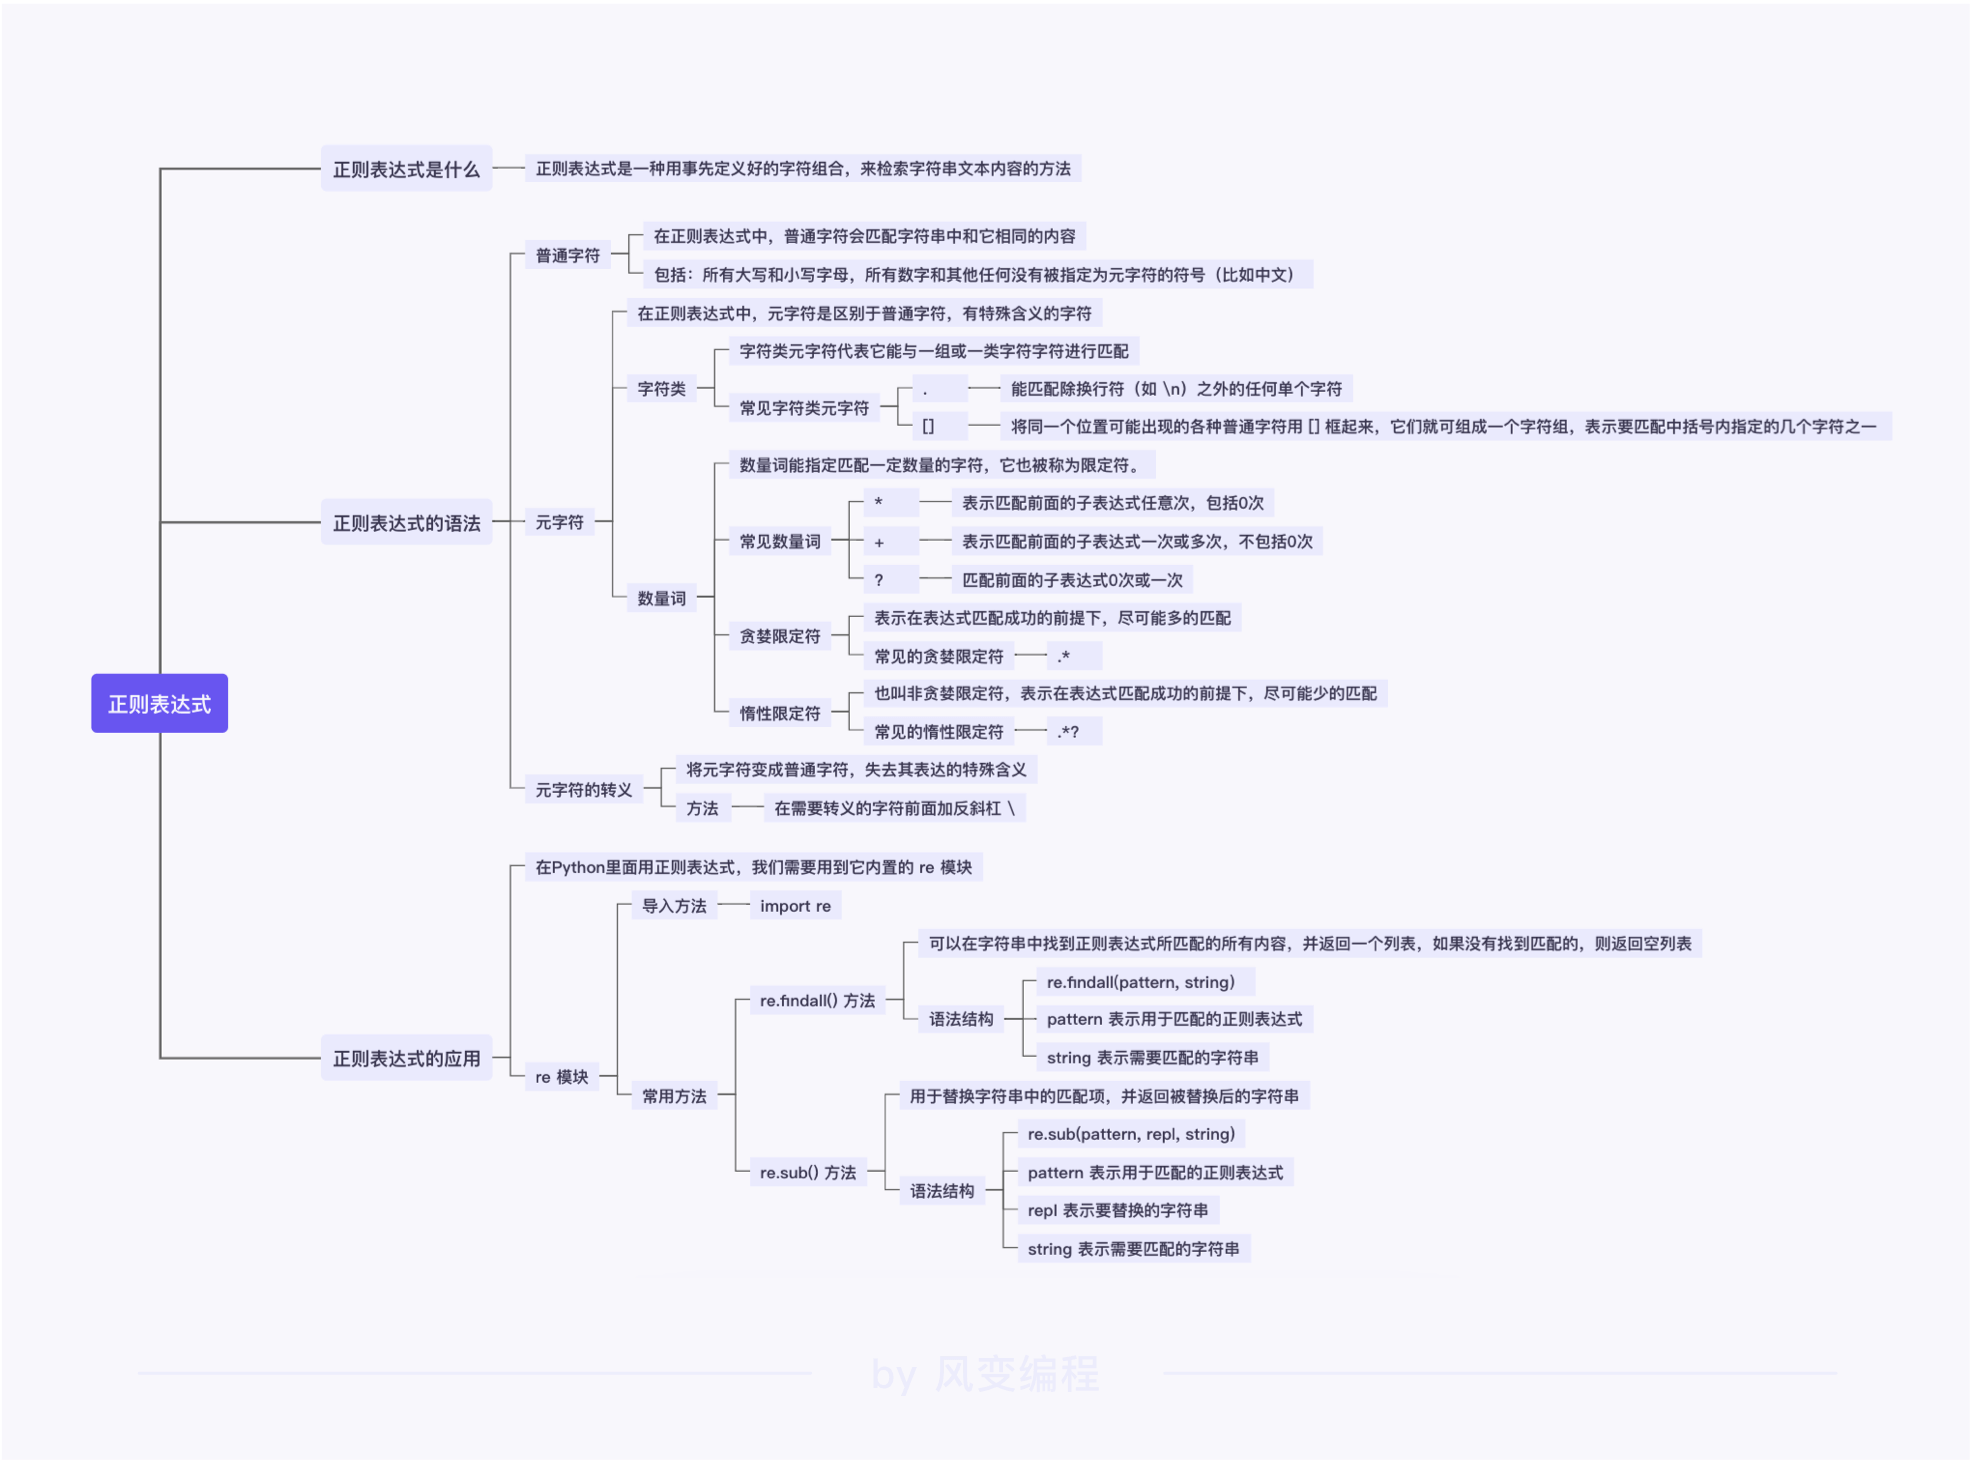 正则表达式
正则表达式是什么
正则表达式是一种用事先定义好的字符组合，来检索字符串文本内容的方法
正则表达式的语法
普通字符
在正则表达式中，普通字符会匹配字符串中和它相同的内容
包括：所有大写和小写字母，所有数字和其他任何没有被指定为元字符的符号（比如中文）
元字符
在正则表达式中，元字符是区别于普通字符，有特殊含义的字符
字符类
字符类元字符代表它能与一组或一类字符字符进行匹配
常见字符类元字符
.
能匹配除换行符（如 \n）之外的任何单个字符
[]
将同一个位置可能出现的各种普通字符用 [] 框起来，它们就可组成一个字符组，表示要匹配中括号内指定的几个字符之一
数量词
数量词能指定匹配一定数量的字符，它也被称为限定符。
常见数量词
*
表示匹配前面的子表达式任意次，包括0次
+
表示匹配前面的子表达式一次或多次，不包括0次
?
匹配前面的子表达式0次或一次
贪婪限定符
表示在表达式匹配成功的前提下，尽可能多的匹配
常见的贪婪限定符
.*
惰性限定符
也叫非贪婪限定符，表示在表达式匹配成功的前提下，尽可能少的匹配
常见的惰性限定符
.*?
元字符的转义
将元字符变成普通字符，失去其表达的特殊含义
方法
在需要转义的字符前面加反斜杠 \
正则表达式的应用
在Python里面用正则表达式，我们需要用到它内置的 re 模块
re 模块
导入方法
import re
常用方法
re.findall() 方法
可以在字符串中找到正则表达式所匹配的所有内容，并返回一个列表，如果没有找到匹配的，则返回空列表
语法结构
re.findall(pattern, string)
pattern 表示用于匹配的正则表达式
string 表示需要匹配的字符串
re.sub() 方法
用于替换字符串中的匹配项，并返回被替换后的字符串
语法结构
re.sub(pattern, repl, string)
pattern 表示用于匹配的正则表达式
repl 表示要替换的字符串
string 表示需要匹配的字符串
by 风变编程